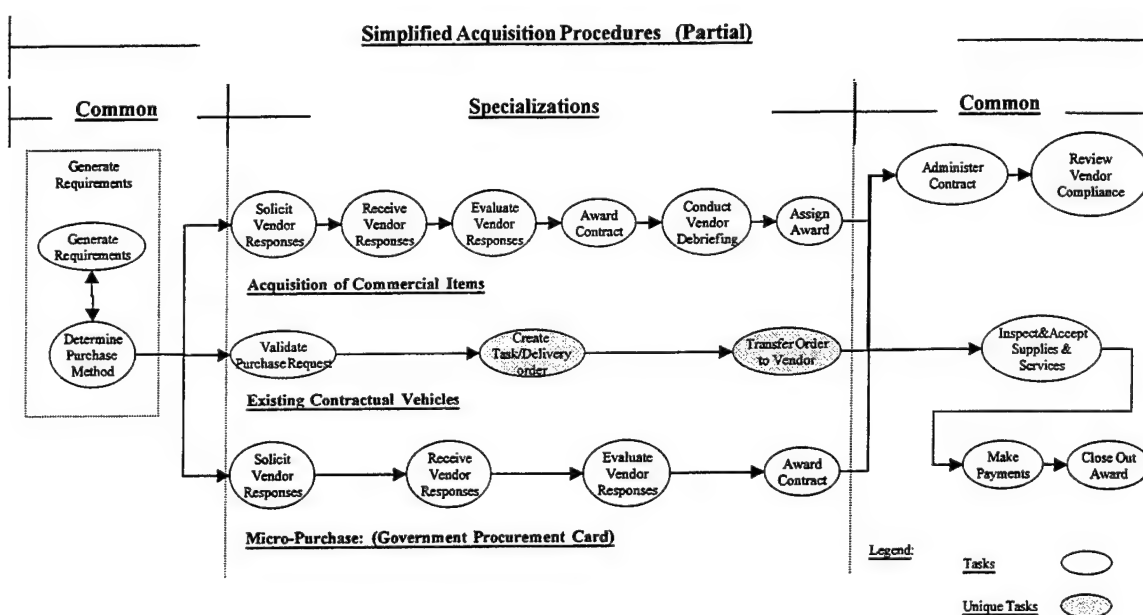 Simplified Acquisition Procedures (Partial)
Common
Specializations
Common
Generate
Requirements
Generate
Requirements
Determine
Purchase
Method
Solicit
Vendor
Responses
Receive
Vendor
Responses
Evaluate
Vendor
Responses
Award
Contract
Conduct
Vendor
Debriefing
Assign
Award
Acquisition of Commercial Items
Validate
Purchase Request
Create
Task/Delivery
order
Transfer Order
to Vendor
Existing Contractual Vehicles
Solicit
Vendor
Responses
Receive
Vendor
Responses
Evaluate
Vendor
Responses
Award
Contract
Micro-Purchase: (Government Procurement Card)
Administer
Contract
Review
Vendor
Compliance
Inspect&Accept
Supplies &
Services
Make
Payments
Close Out
Award
Legend:
Tasks
Unique Tasks